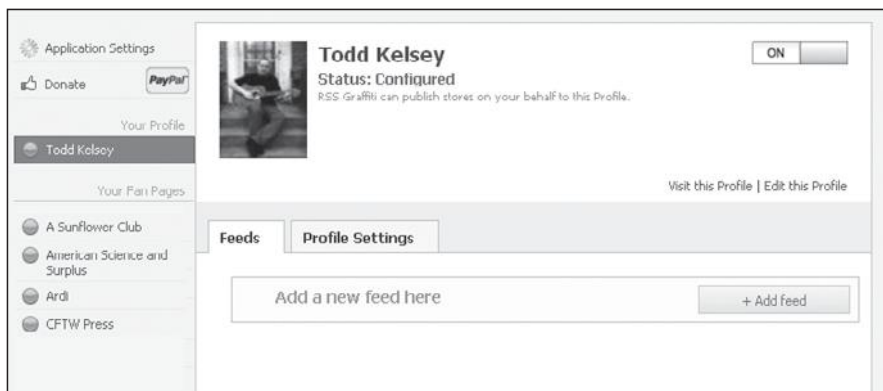 Application Settings
Donate
PayPal
Your Profile
Todd Kelsey
Your Fan Pages
A Sunflower Club
American Science and
Surplus
Ardi
CFTW Press
Todd Kelsey
Status: Configured
RSS Graffiti can publish stores on your behalf to this Profile.
ON
Visit this Profile | Edit this Profile
Feeds
Profile Settings
Add a new feed here
+ Add feed